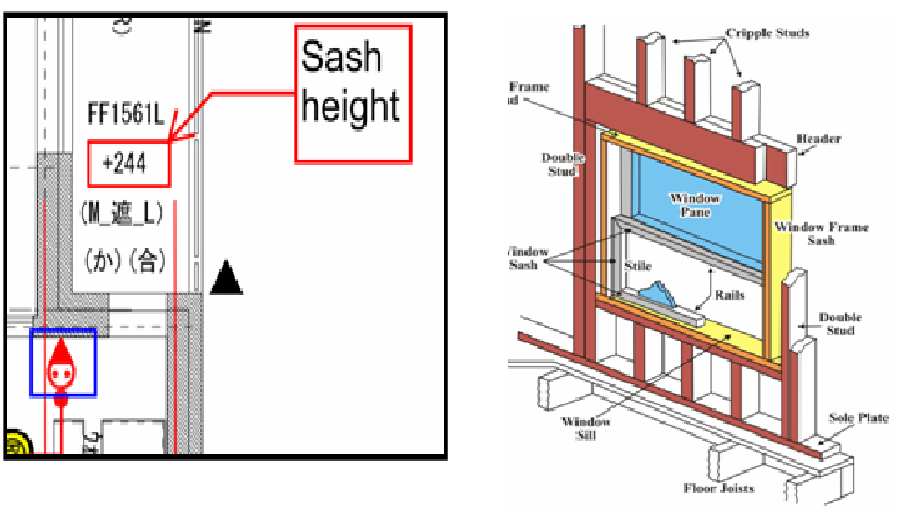 Sash
height
FF1561L
+244
(M_遮_L)
(か)(合)
Cripple Studs
Frame
Header
Double
Stud
Window
Pane
Window Frame
Sash
Sash
Stile
Rails
Double
Stud
Window
Sill
Sole Plate
Floor Joists